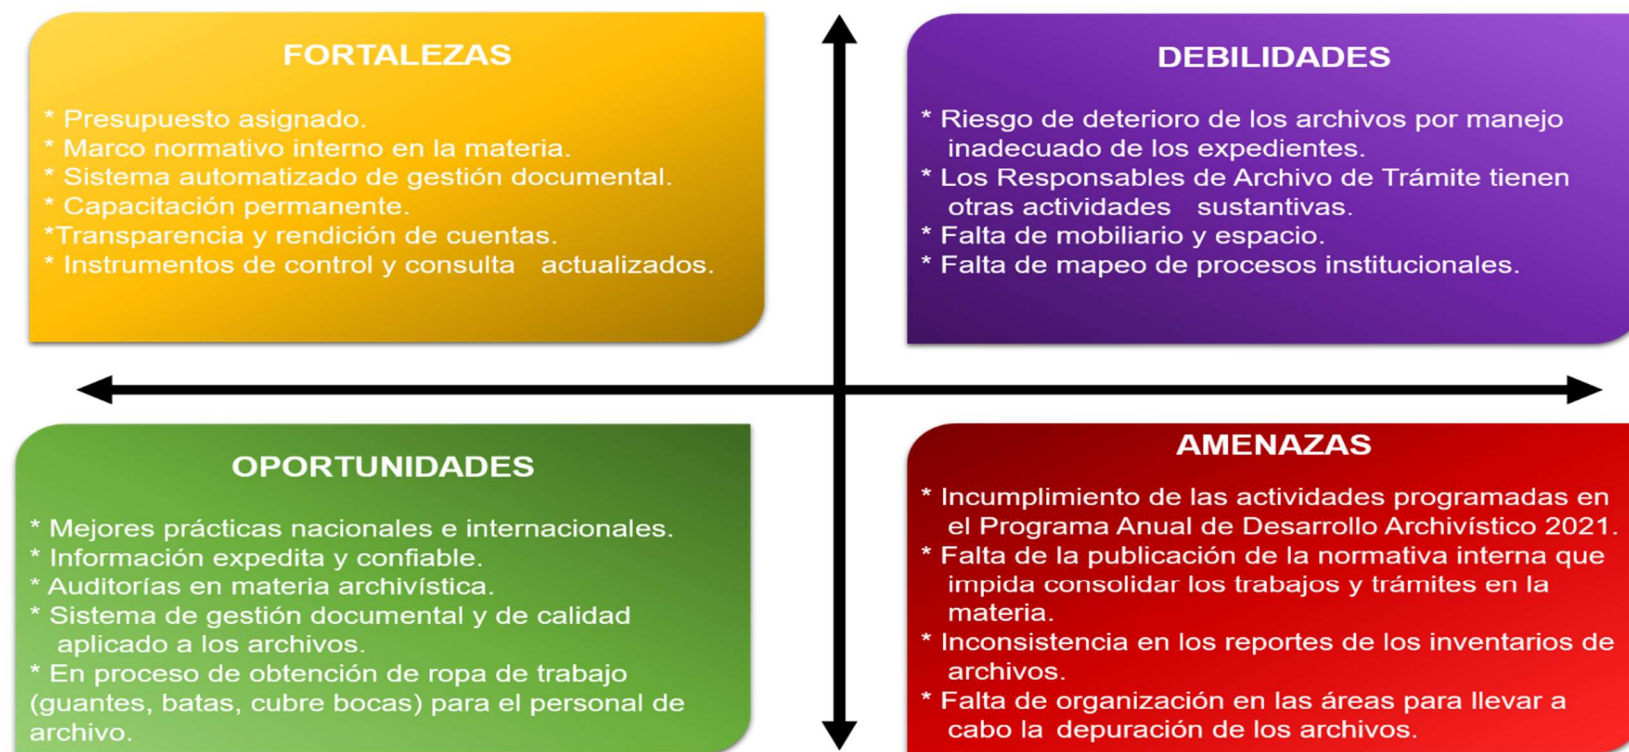 FORTALEZAS
* Presupuesto asignado.
* Marco normativo interno en la materia.
* Sistema automatizado de gestión documental.
* Capacitación permanente.
*Transparencia y rendición de cuentas.
* Instrumentos de control y consulta actualizados.
DEBILIDADES
* Riesgo de deterioro de los archivos por manejo
inadecuado de los expedientes.
* Los Responsables de Archivo de Trámite tienen
otras actividades sustantivas.
* Falta de mobiliario y espacio.
* Falta de mapeo de procesos institucionales.
OPORTUNIDADES
* Mejores prácticas nacionales e internacionales.
* Información expedita y confiable.
* Auditorías en materia archivística.
* Sistema de gestión documental y de calidad
aplicado a los archivos.
* En proceso de obtención de ropa de trabajo
(guantes, batas, cubre bocas) para el personal de
archivo.
AMENAZAS
* Incumplimiento de las actividades programadas en
el Programa Anual de Desarrollo Archivístico 2021.
* Falta de la publicación de la normativa interna que
impida consolidar los trabajos y trámites en la
materia.
* Inconsistencia en los reportes de los inventarios de
archivos.
* Falta de organización en las áreas para llevar a
cabo la depuración de los archivos.